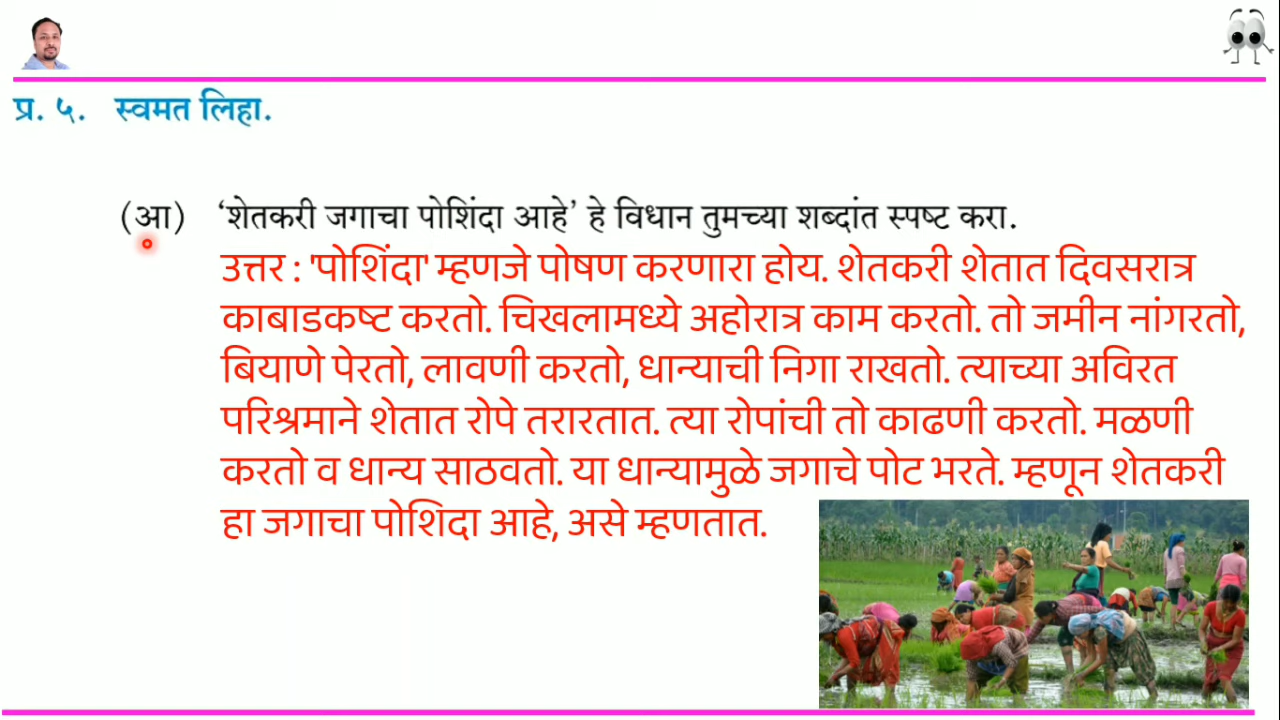 प्र. ५. स्वमत लिहा.
(आ) ‘शेतकरी जगाचा पोशिंदा आहे’ हे विधान तुमच्या शब्दांत स्पष्ट करा.
उत्तर : 'पोशिंदा' म्हणजे पोषण करणारा होय. शेतकरी शेतात दिवसरात्र
काबाडकष्ट करतो. चिखलामध्ये अहोरात्र काम करतो. तो जमीन नांगरतो,
बियाणे पेरतो, लावणी करतो, धान्याची निगा राखतो. त्याच्या अविरत
परिश्रमाने शेतात रोपे तरारतात. त्या रोपांची तो काढणी करतो. मळणी
करतो व धान्य साठवतो. या धान्यामुळे जगाचे पोट भरते. म्हणून शेतकरी
हा जगाचा पोशिदा आहे, असे म्हणतात.